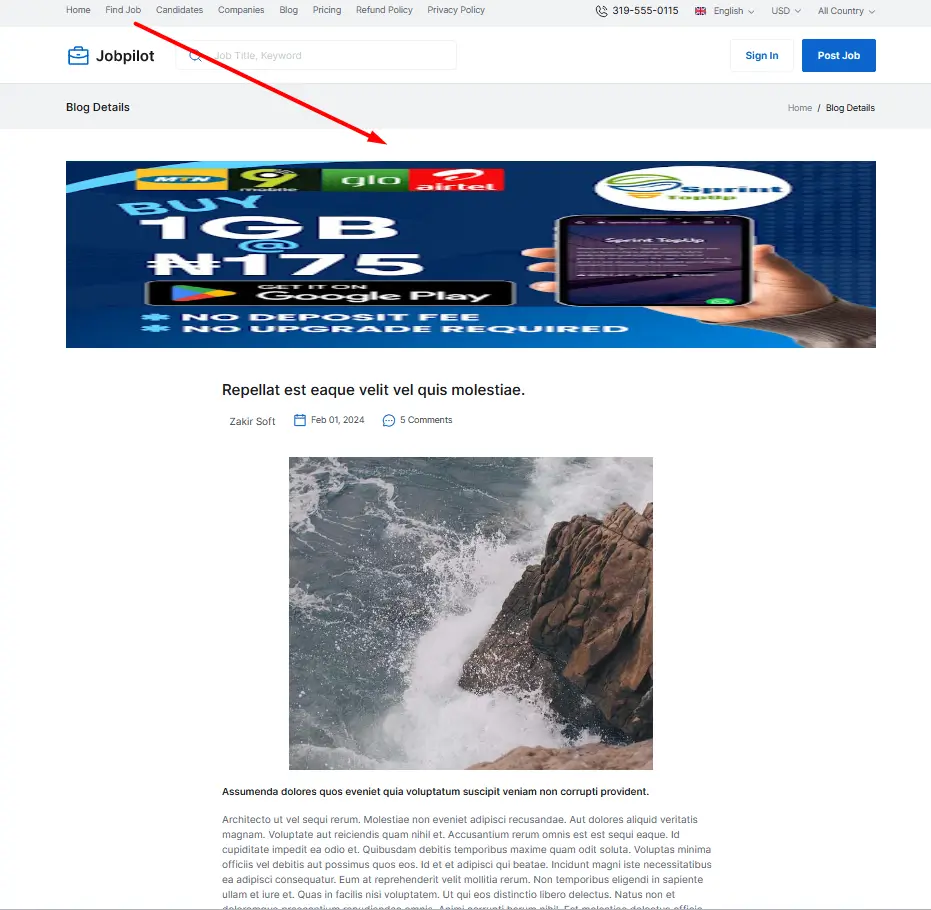 Home Find Job Candidates Companies Blog Pricing Refund Policy Privacy Policy 319-555-0115 English USD All Country
Jobpilot Job Title, Keyword Sign In Post Job
Blog Details Home / Blog Details
MTN 9 mobile glo airtel
Sprint
TopUp
BUY
1GB
@
₦175
Sprint TopUp
GET IT ON
Google Play
* NO DEPOSIT FEE
* NO UPGRADE REQUIRED
Repellat est eaque velit vel quis molestiae.
Zakir Soft Feb 01, 2024 5 Comments
Assumenda dolores quos eveniet quia voluptatum suscipit veniam non corrupti provident.
Architecto ut vel sequi rerum. Molestiae non eveniet adipisci recusandae. Aut dolores aliquid veritatis
magnam. Voluptate aut reiciendis quam nihil et. Accusantium rerum omnis est est sequi eaque. Id
cupiditate impedit ea odio et. Quibusdam debitis temporibus maxime quam odit soluta. Voluptas minima
officiis vel debitis aut possimus quos eos. Id et et adipisci qui beatae. Incidunt magni iste necessitatibus
ea adipisci consequatur. Eum at reprehenderit velit mollitia rerum. Non temporibus eligendi in sapiente
ullam et iure et. Quas in facilis nisi voluptatem. Ut qui eos distinctio libero delectus. Natus non et